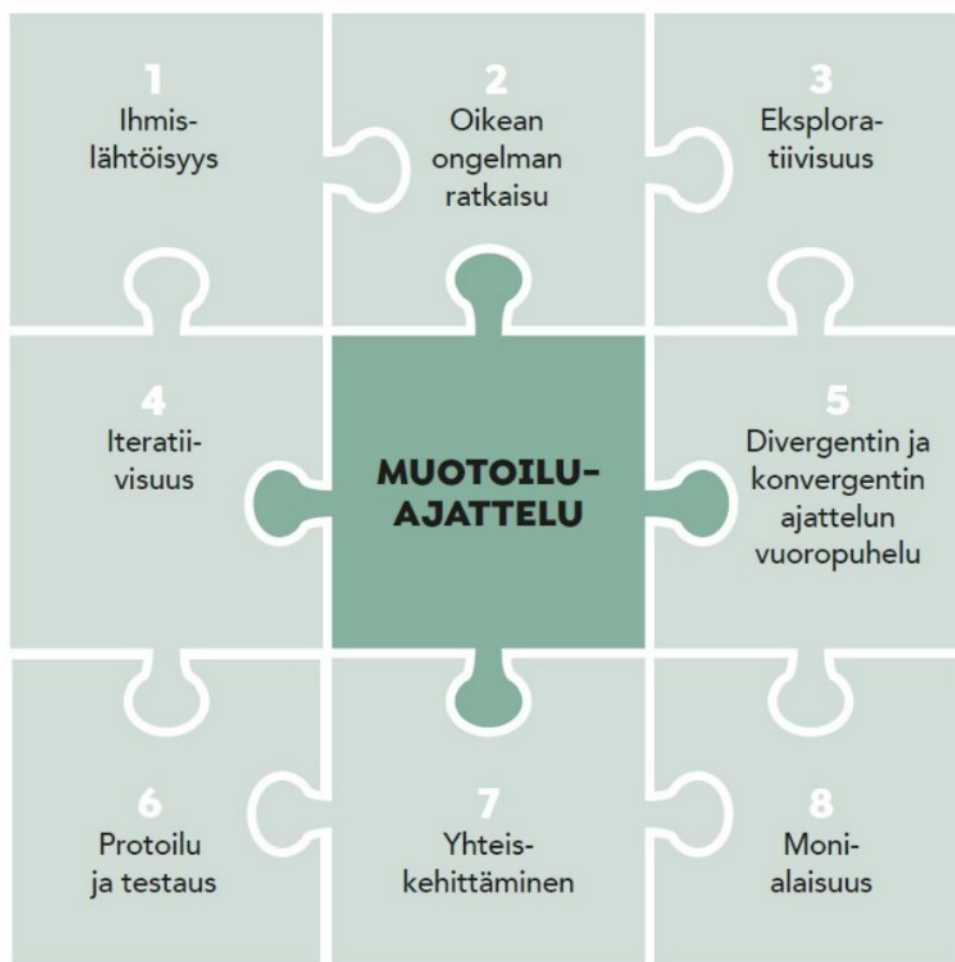 1
Ihmis-
lähtöisyys
2
Oikean
ongelman
ratkaisu
3
Eksplora-
tiivisuus
4
Iteratii-
visuus
MUOTOILU-
AJATTELU
5
Divergentin ja
konvergentin
ajattelun
vuoropuhelu
6
Protoilu
ja testaus
7
Yhteis-
kehittäminen
8
Moni-
alaisuus